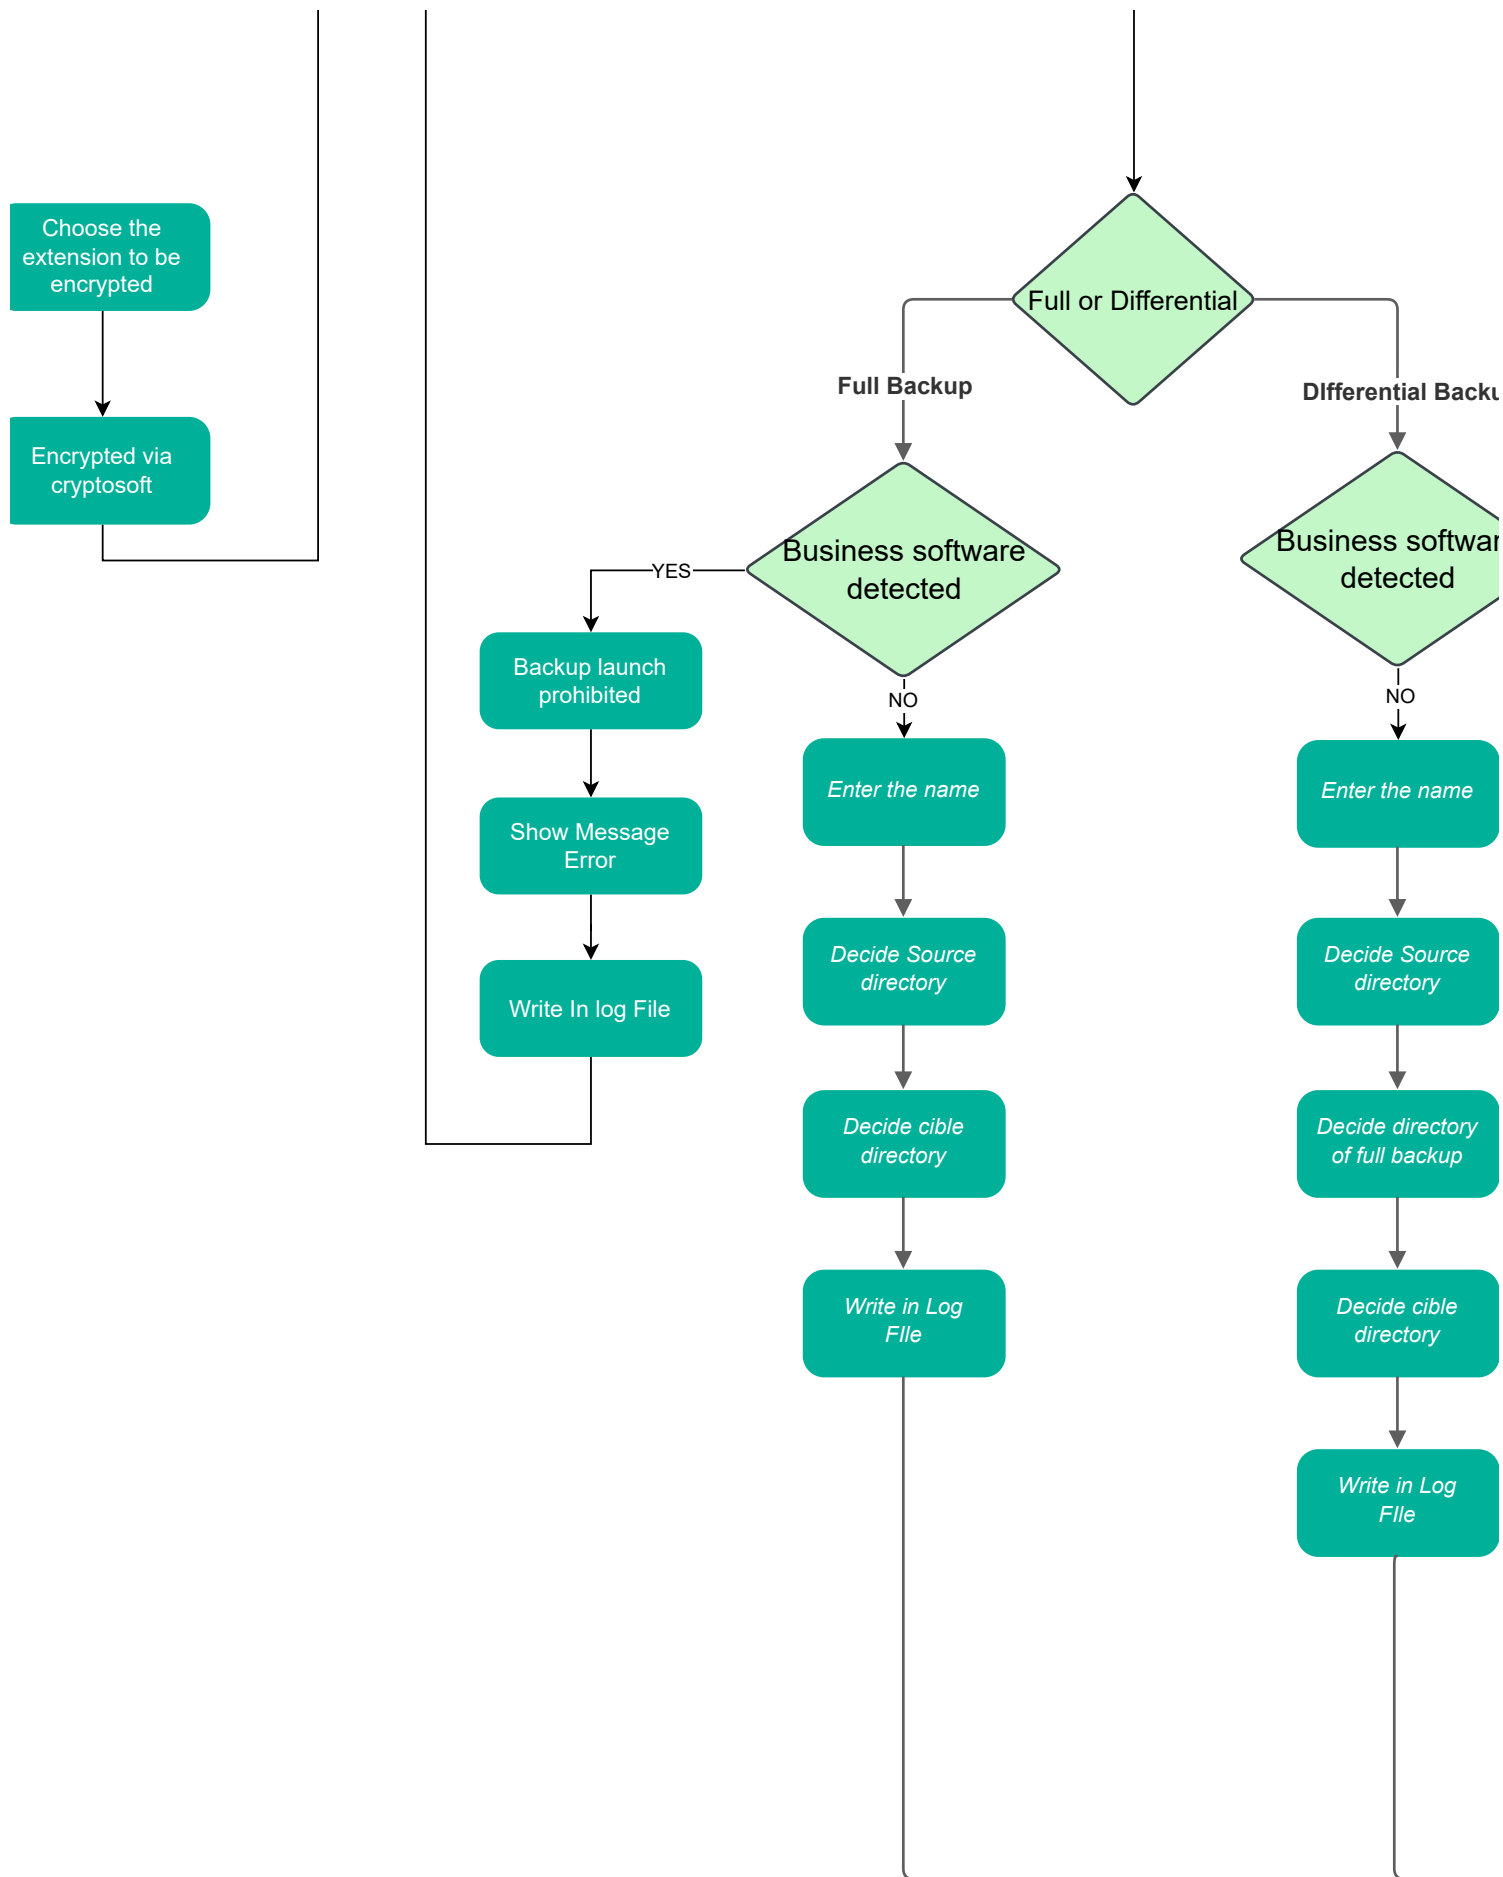 Choose the
extension to be
encrypted
Encrypted via
cryptosoft
Full or Differential
Full Backup
DIfferential Backu
Business software
detected
YES
NO
Backup launch
prohibited
Show Message
Error
Write In log File
Enter the name
Decide Source
directory
Decide cible
directory
Write in Log
FIle
Business softwar
detected
NO
Enter the name
Decide Source
directory
Decide directory
of full backup
Decide cible
directory
Write in Log
FIle